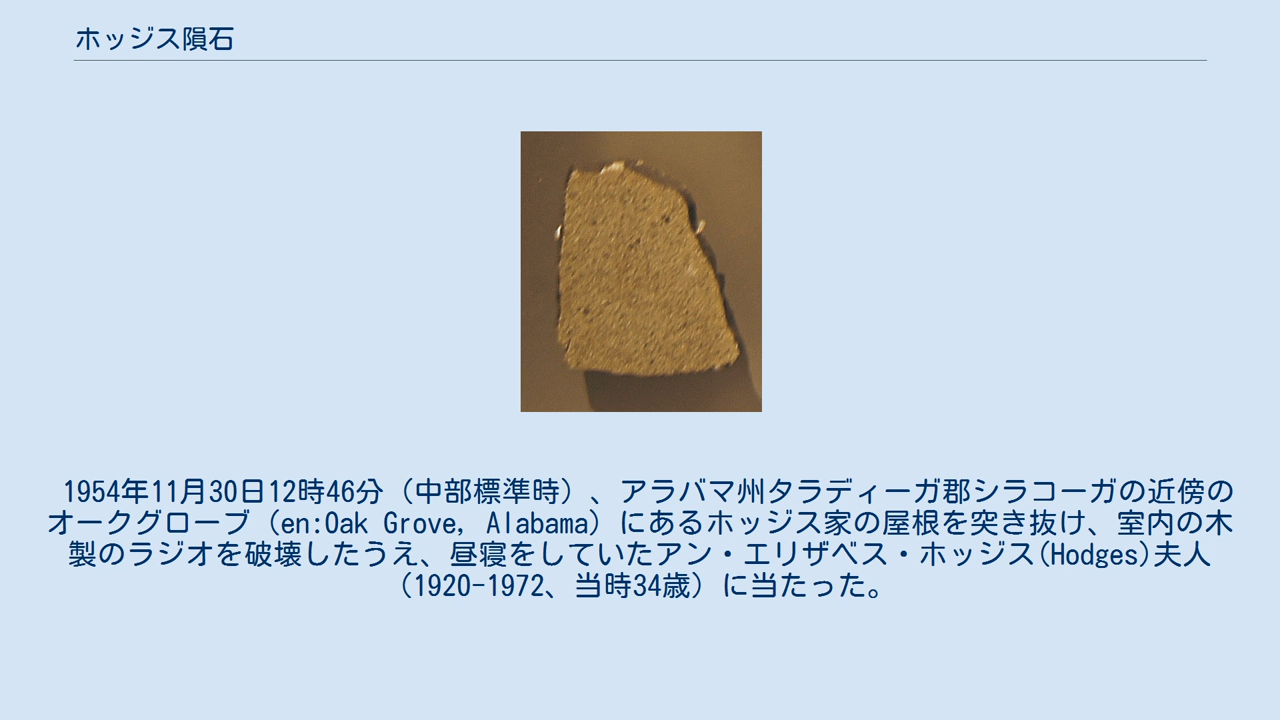 ホッジス隕石
1954年11月30日12時46分（中部標準時）、アラバマ州タラディーガ郡シラコーガの近傍の
オークグローブ（en:Oak Grove, Alabama）にあるホッジス家の屋根を突き抜け、室内の木
製のラジオを破壊したうえ、昼寝をしていたアン・エリザベス・ホッジス(Hodges)夫人
（1920-1972、当時34歳）に当たった。